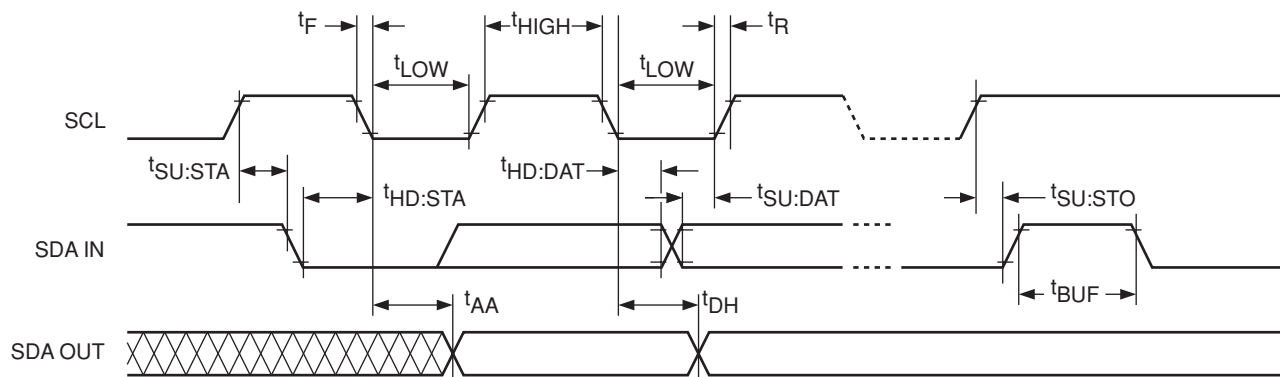 tF
tHIGH
tR
tLOW
tLOW
SCL
tSU:STA
tHD:STA
tHD:DAT
tSU:DAT
tSU:STO
SDA IN
tBUF
tAA
tDH
SDA OUT